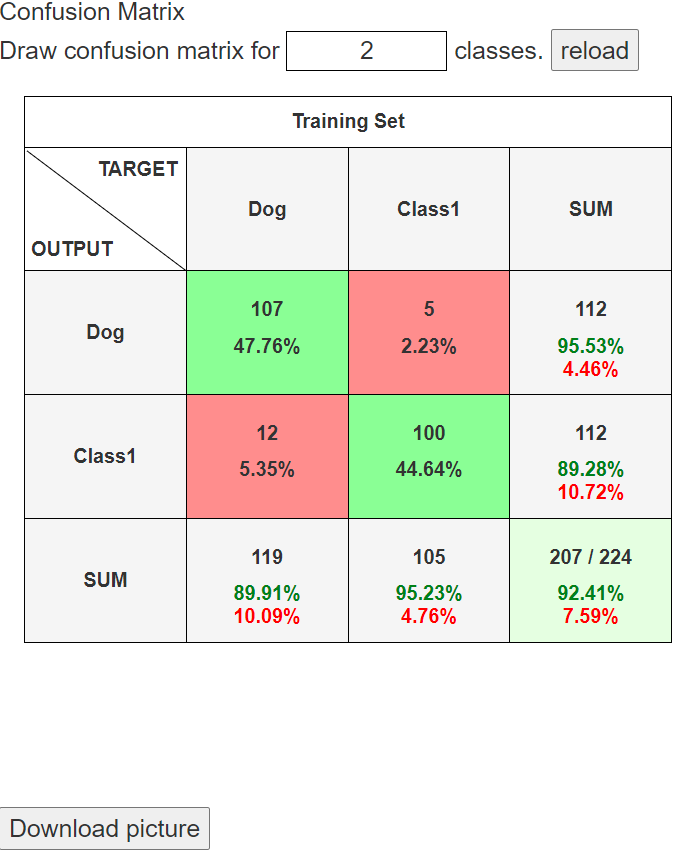 Confusion Matrix
Draw confusion matrix for 2 classes. reload
Training Set
TARGET
OUTPUT
Dog Class1 SUM
Dog
107
47.76%
5
2.23%
112
95.53%
4.46%
Class1
12
5.35%
100
44.64%
112
89.28%
10.72%
SUM
119
89.91%
10.09%
105
95.23%
4.76%
207 / 224
92.41%
7.59%
Download picture